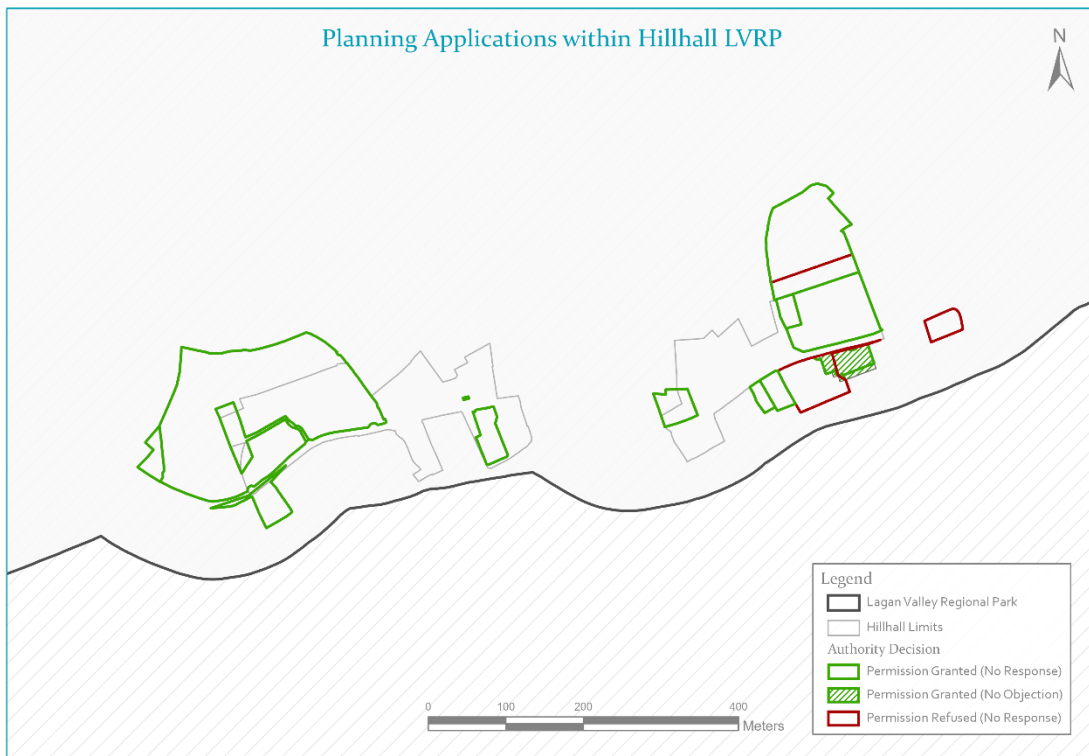 Planning Applications within Hillhall LVRP
N
Legend
Lagan Valley Regional Park
Hillhall Limits
Authority Decision
Permission Granted (No Response)
Permission Granted (No Objection)
Permission Refused (No Response)
0 100 200 400
Meters